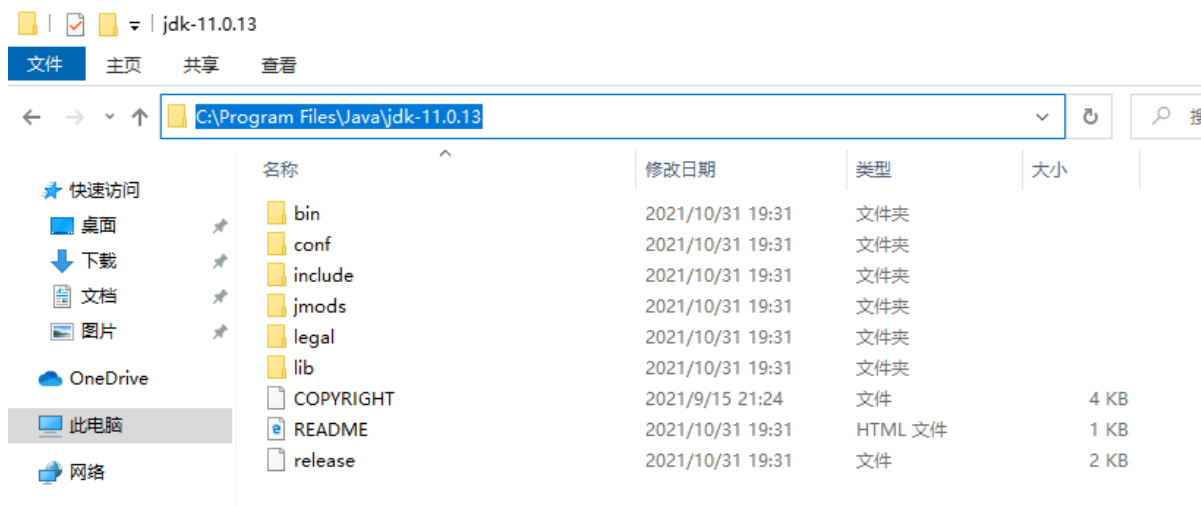 jdk-11.0.13
文件 主页 共享 查看
C:\Program Files\Java\jdk-11.0.13
名称 修改日期 类型 大小
快速访问
桌面
下载
文档
图片
OneDrive
此电脑
网络
bin 2021/10/31 19:31 文件夹
conf 2021/10/31 19:31 文件夹
include 2021/10/31 19:31 文件夹
jmods 2021/10/31 19:31 文件夹
legal 2021/10/31 19:31 文件夹
lib 2021/10/31 19:31 文件夹
COPYRIGHT 2021/9/15 21:24 文件 4 KB
README 2021/10/31 19:31 HTML 文件 1 KB
release 2021/10/31 19:31 文件 2 KB